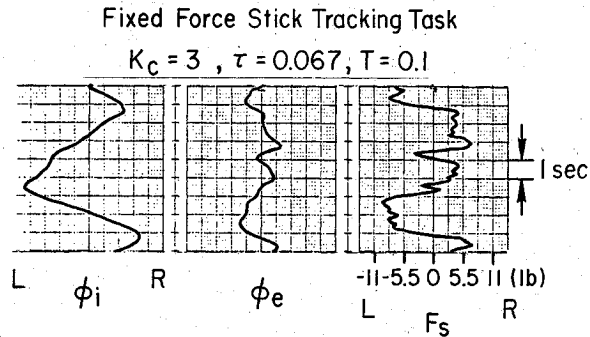 Fixed Force Stick Tracking Task
Kc = 3 , τ = 0.067, T = 0.1
1 sec
-11 -5.5 0 5.5 11 (lb)
L R L R
ϕi ϕe Fs